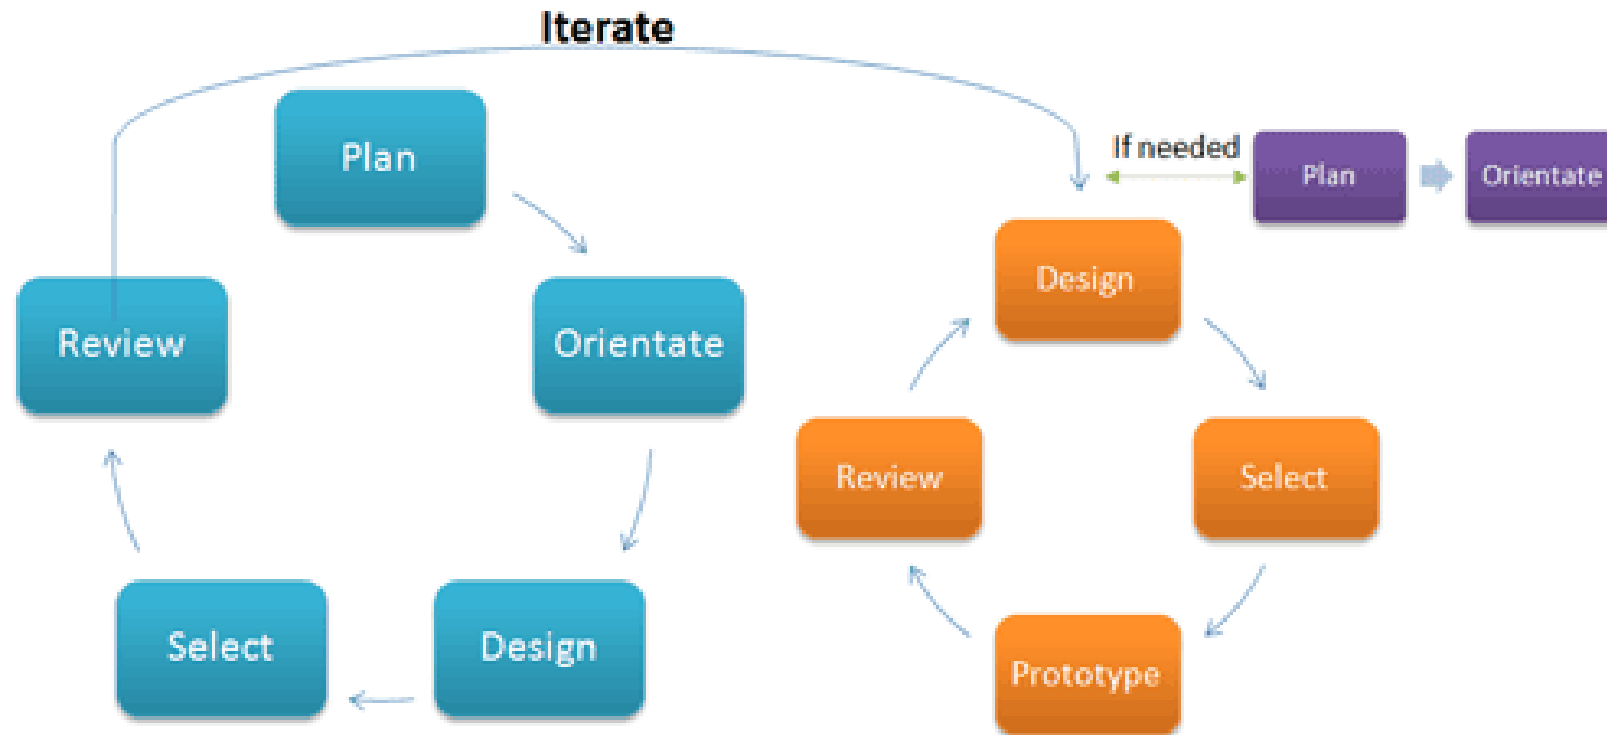 Iterate
Plan
Orientate
Design
Select
Review
If needed
Plan
Orientate
Design
Select
Prototype
Review